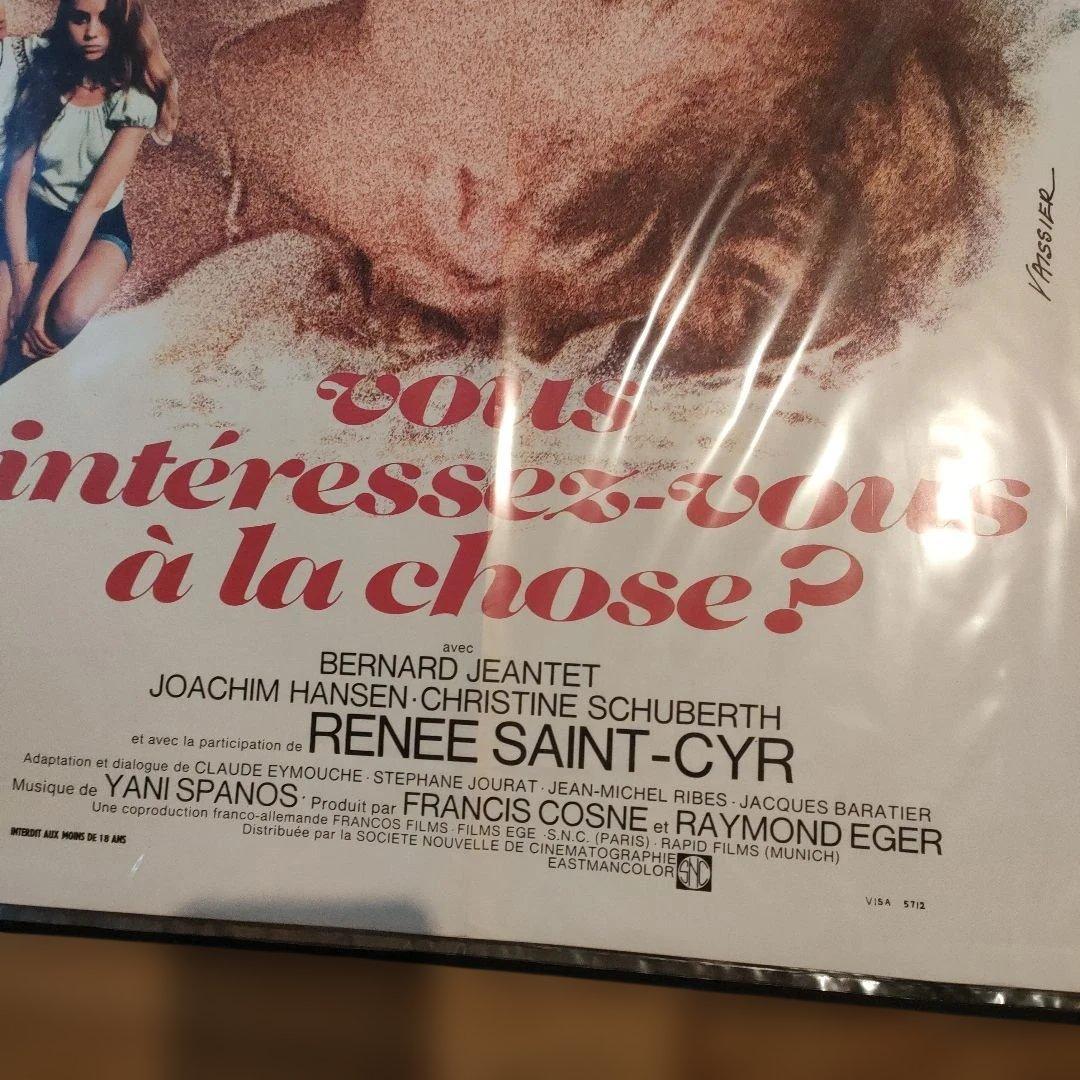 VAISSIER
vous
intéressez-vous
à la chose?
avec
BERNARD JEANTET
JOACHIM HANSEN · CHRISTINE SCHUBERTH
et avec la participation de RENEE SAINT-CYR
Adaptation et dialogue de CLAUDE EYMOUCHE · STEPHANE JOURAT · JEAN-MICHEL RIBES · JACQUES BARATIER
Musique de YANI SPANOS · Produit par FRANCIS COSNE et RAYMOND EGER
Une coproduction franco-allemande FRANCOS FILMS · FILMS EGE · S.N.C. (PARIS) · RAPID FILMS (MUNICH)
Distribuée par la SOCIETE NOUVELLE DE CINEMATOGRAPHIE
EASTMANCOLOR SNC
INTERDIT AUX MOINS DE 18 ANS
VISA 5712